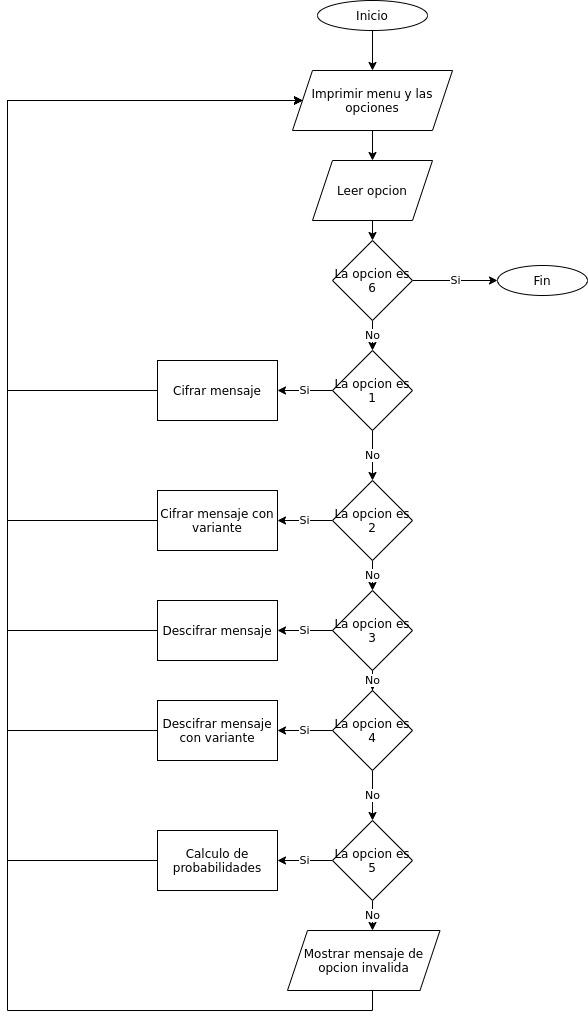 Inicio
Imprimir menu y las
opciones
Leer opcion
La opcion es
6
Si
Fin
No
La opcion es
1
Si
Cifrar mensaje
No
La opcion es
2
Si
Cifrar mensaje con
variante
No
La opcion es
3
Si
Descifrar mensaje
No
La opcion es
4
Si
Descifrar mensaje
con variante
No
La opcion es
5
Si
Calculo de
probabilidades
No
Mostrar mensaje de
opcion invalida